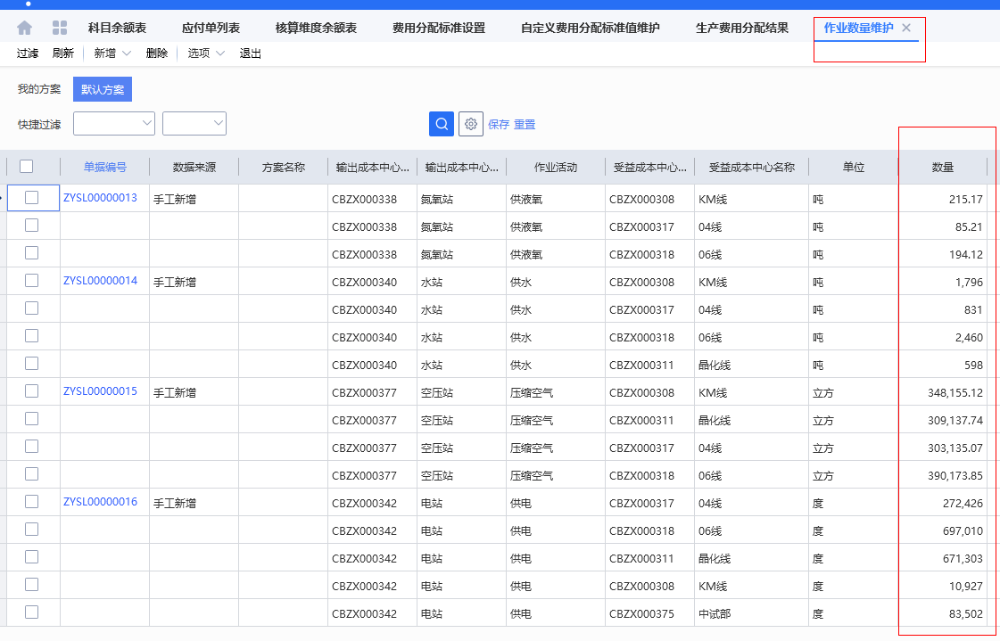 科目余额表 应付单列表 核算维度余额表 费用分配标准设置 自定义费用分配标准值维护 生产费用分配结果 作业数量维护
过滤 刷新 新增 删除 选项 退出
我的方案 默认方案
快捷过滤 保存 重置
单据编号 数据来源 方案名称 输出成本中心... 输出成本中心... 作业活动 受益成本中心... 受益成本中心名称 单位 数量
ZYSL00000013 手工新增 CBZX000338 氮氧站 供液氧 CBZX000308 KM线 吨 215.17
CBZX000338 氮氧站 供液氧 CBZX000317 04线 吨 85.21
CBZX000338 氮氧站 供液氧 CBZX000318 06线 吨 194.12
ZYSL00000014 手工新增 CBZX000340 水站 供水 CBZX000308 KM线 吨 1,796
CBZX000340 水站 供水 CBZX000317 04线 吨 831
CBZX000340 水站 供水 CBZX000318 06线 吨 2,460
CBZX000340 水站 供水 CBZX000311 晶化线 吨 598
ZYSL00000015 手工新增 CBZX000377 空压站 压缩空气 CBZX000308 KM线 立方 348,155.12
CBZX000377 空压站 压缩空气 CBZX000311 晶化线 立方 309,137.74
CBZX000377 空压站 压缩空气 CBZX000317 04线 立方 303,135.07
CBZX000377 空压站 压缩空气 CBZX000318 06线 立方 390,173.85
ZYSL00000016 手工新增 CBZX000342 电站 供电 CBZX000317 04线 度 272,426
CBZX000342 电站 供电 CBZX000318 06线 度 697,010
CBZX000342 电站 供电 CBZX000311 晶化线 度 671,303
CBZX000342 电站 供电 CBZX000308 KM线 度 10,927
CBZX000342 电站 供电 CBZX000375 中试部 度 83,502